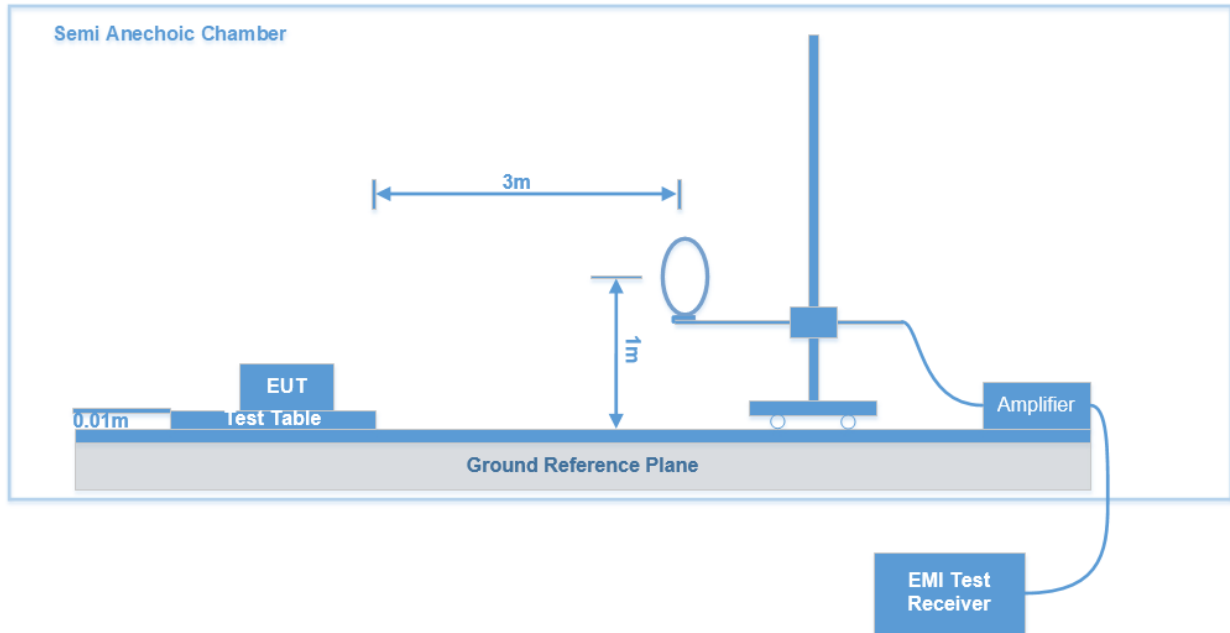 Semi Anechoic Chamber
3m
1m
EUT
0.01m
Test Table
Amplifier
Ground Reference Plane
EMI Test
Receiver